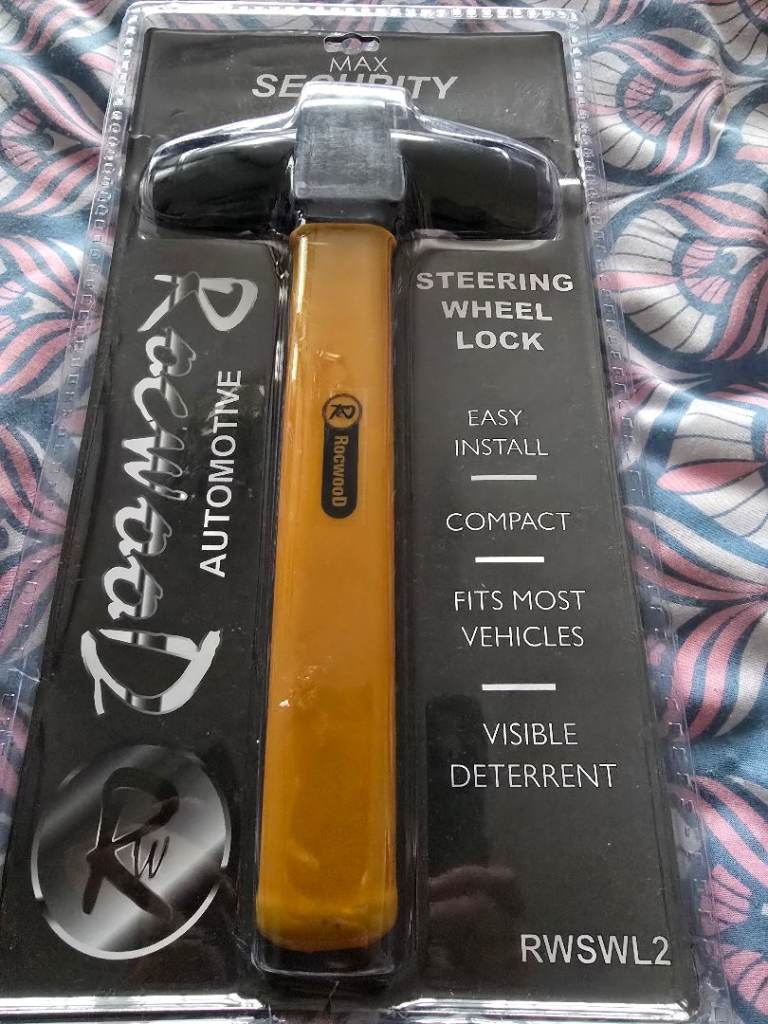 MAX
SECURITY
RocwooD
AUTOMOTIVE
RocwooD
STEERING
WHEEL
LOCK
EASY
INSTALL
COMPACT
FITS MOST
VEHICLES
VISIBLE
DETERRENT
RWSWL2